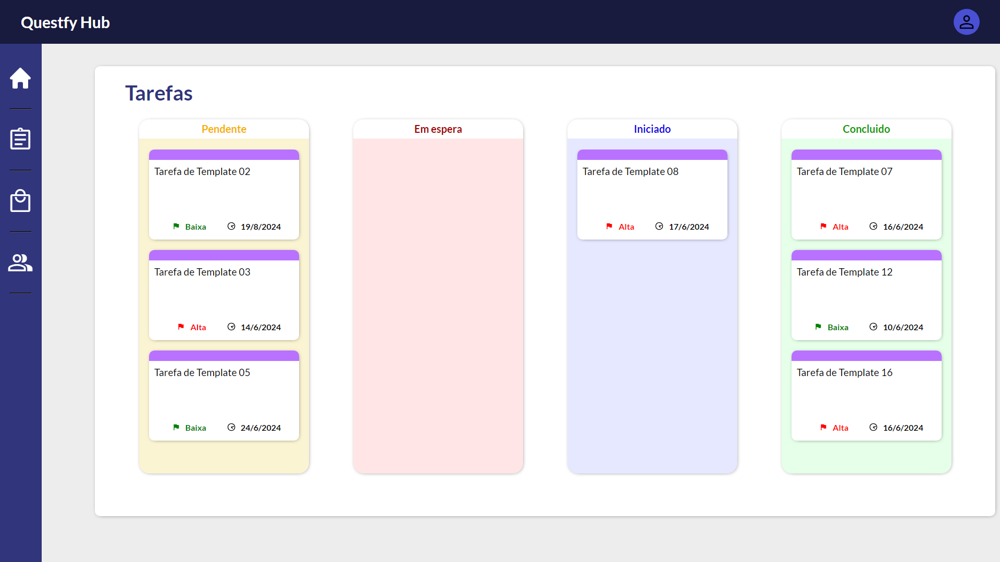 Questfy Hub
Tarefas
Pendente
Tarefa de Template 02
Baixa 19/8/2024
Tarefa de Template 03
Alta 14/6/2024
Tarefa de Template 05
Baixa 24/6/2024
Em espera
Iniciado
Tarefa de Template 08
Alta 17/6/2024
Concluido
Tarefa de Template 07
Alta 16/6/2024
Tarefa de Template 12
Baixa 10/6/2024
Tarefa de Template 16
Alta 16/6/2024